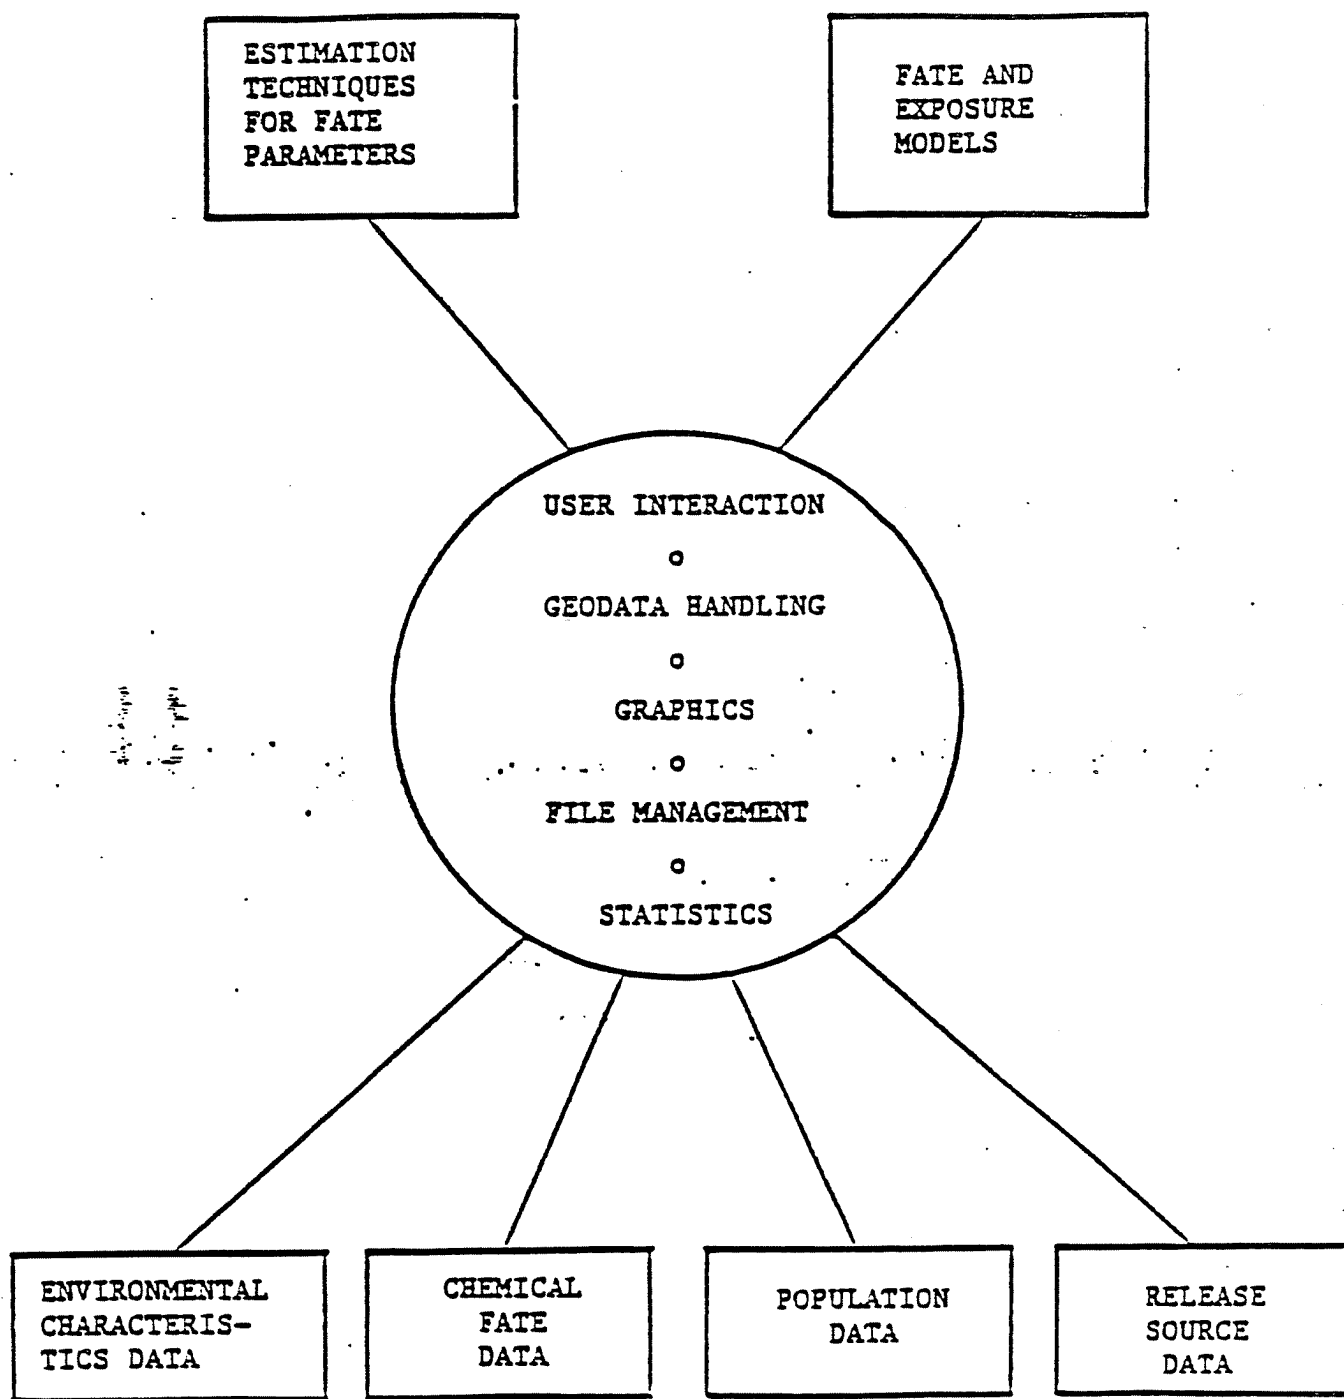 ESTIMATION
TECHNIQUES
FOR FATE
PARAMETERS
FATE AND
EXPOSURE
MODELS
USER INTERACTION
o
GEODATA HANDLING
o
GRAPHICS
o
FILE MANAGEMENT
o
STATISTICS
ENVIRONMENTAL
CHARACTERIS-
TICS DATA
CHEMICAL
FATE
DATA
POPULATION
DATA
RELEASE
SOURCE
DATA